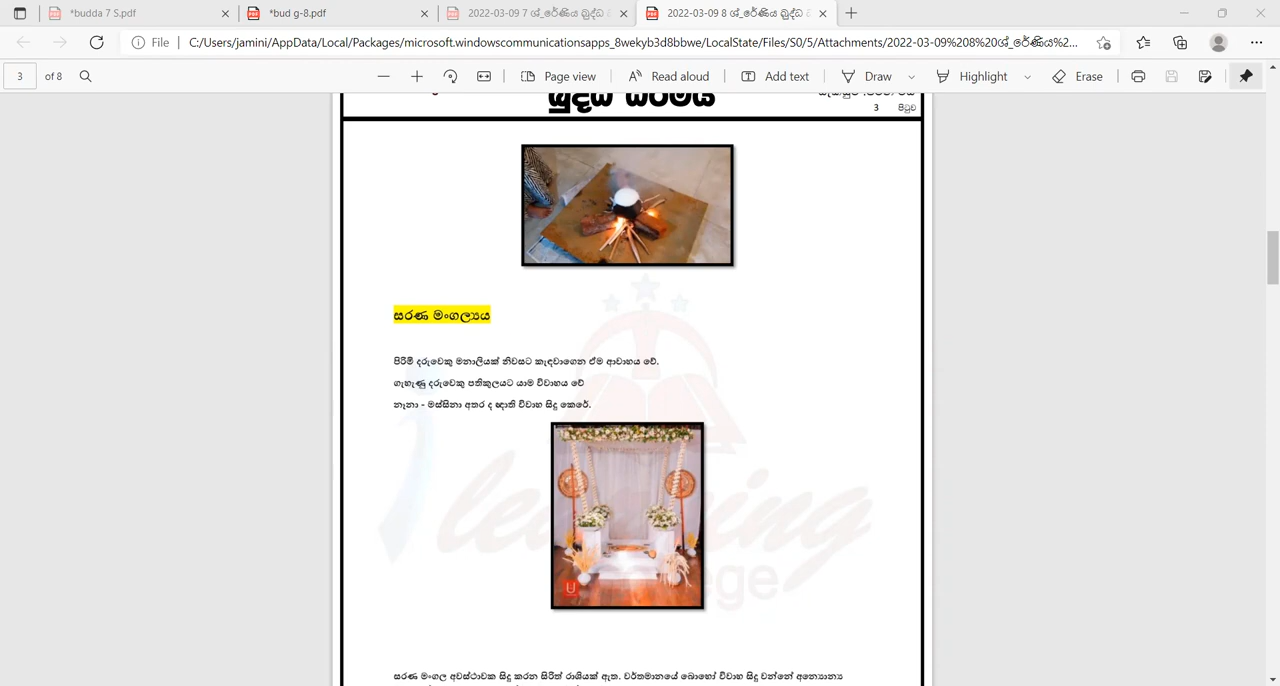 *budda 7 S.pdf
*bud g-8.pdf
2022-03-09 7 ශ්‍රේණිය බුද්ධ
2022-03-09 8 ශ්‍රේණිය බුද්ධ
File
C:/Users/jamini/AppData/Local/Packages/microsoft.windowscommunicationsapps_8wekyb3d8bbwe/LocalState/Files/S0/5/Attachments/2022-03-09%208%20ශ්‍රේණිය%2...
3
of 8
Page view
Read aloud
Add text
Draw
Highlight
Erase
බුද්ධ ධර්මය
3 පිටුව
සරණ මංගල්‍යය
පිරිමි දරුවෙකු මනාලියක් නිවසට කැඳවාගෙන ඒම ආවාහය වේ.
ගැහැණු දරුවෙකු පතිකුලයට යාම විවාහය වේ
නෑනා - මස්සිනා අතර ද ඥාති විවාහ සිදු කෙරේ.
learning
සරණ මංගල අවස්ථාවක සිදු කරන සිරිත් රාශියක් ඇත. වර්තමානයේ බොහෝ විවාහ සිදු වන්නේ අන්‍යොන්‍ය